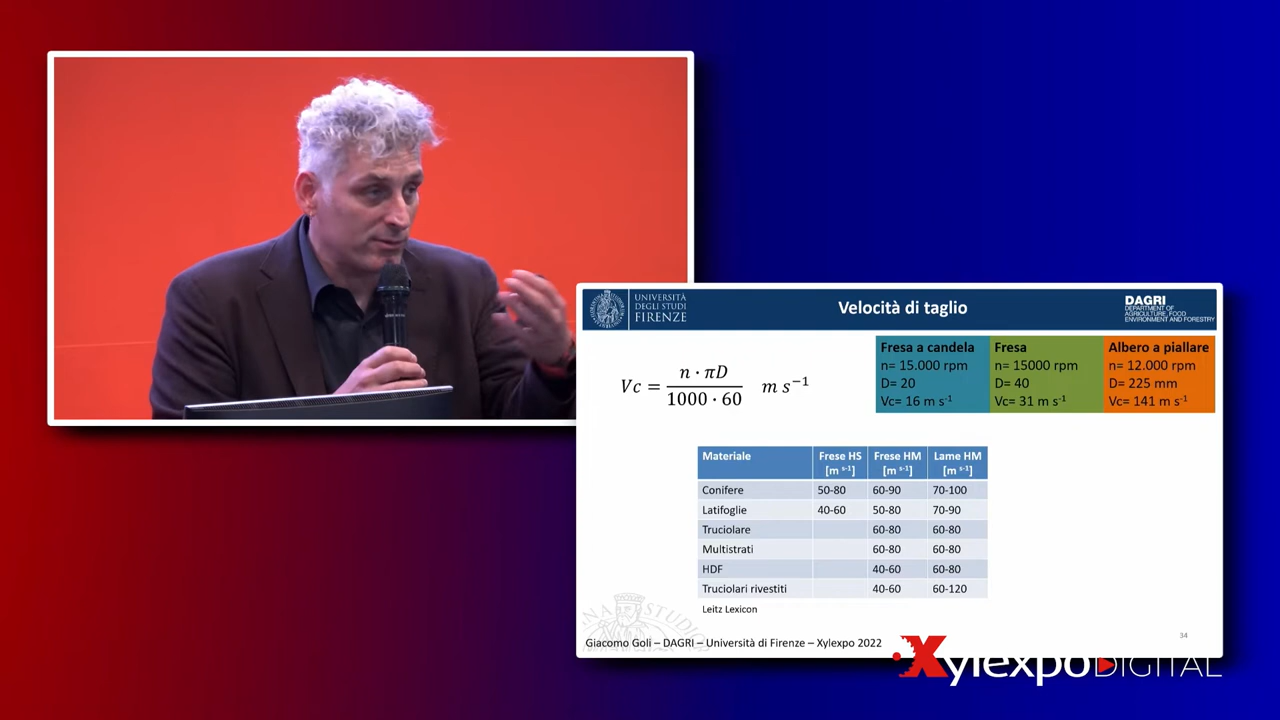 UNIVERSITÀ
DEGLI STUDI
FIRENZE
Velocità di taglio
DAGRI
DEPARTMENT OF
AGRICULTURE, FOOD
ENVIRONMENT AND FORESTRY
Vc = n · πD / 1000 · 60 m s⁻¹
Fresa a candela
n= 15.000 rpm
D= 20
Vc= 16 m s⁻¹
Fresa
n= 15000 rpm
D= 40
Vc= 31 m s⁻¹
Albero a piallare
n= 12.000 rpm
D= 225 mm
Vc= 141 m s⁻¹
Materiale Frese HS [m s⁻¹] Frese HM [m s⁻¹] Lame HM [m s⁻¹]
Conifere 50-80 60-90 70-100
Latifoglie 40-60 50-80 70-90
Truciolare 60-80 60-80
Multistrati 60-80 60-80
HDF 40-60 60-80
Truciolari rivestiti 40-60 60-120
Leitz Lexicon
Giacomo Goli – DAGRI – Università di Firenze – Xylexpo 2022
34
XylexpoDIGITAL